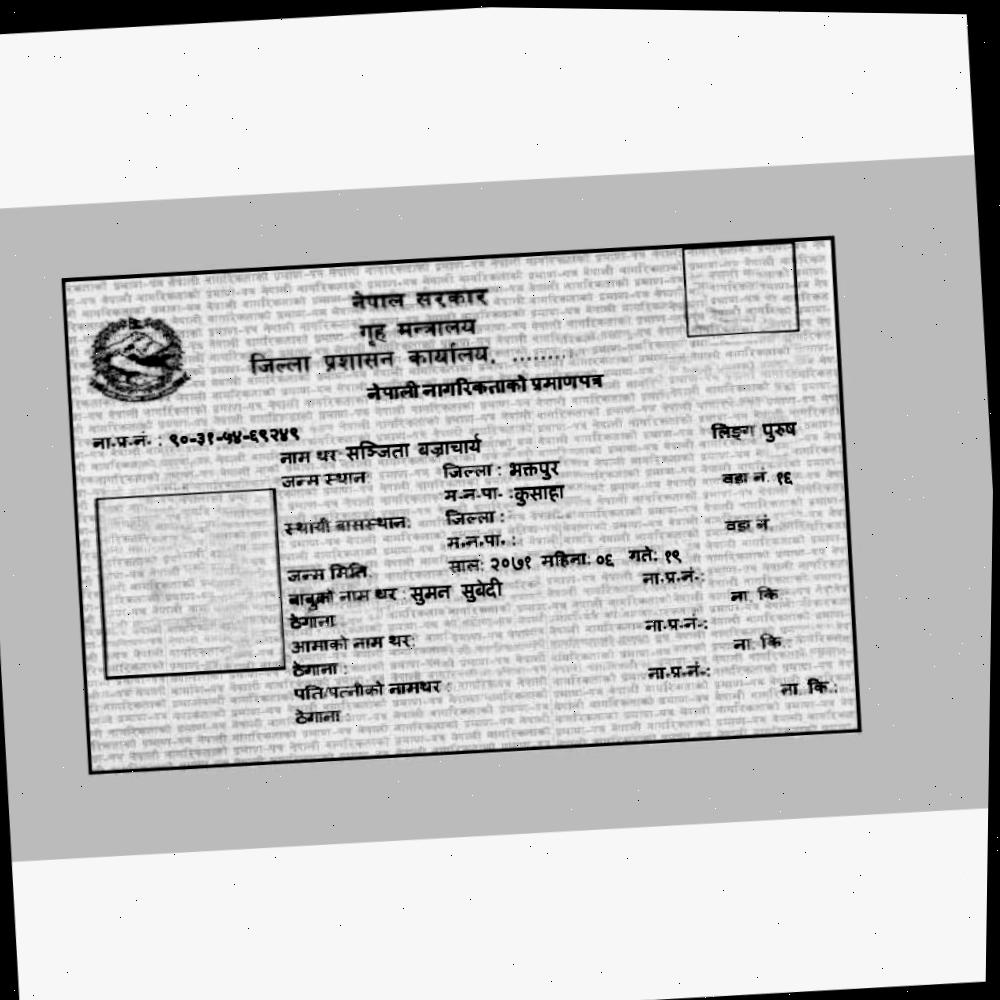 नेपाल सरकार
गृह मन्त्रालय
जिल्ला प्रशासन कार्यालय, ..........
नेपाली नागरिकताको प्रमाणपत्र
ना.प्र.नं. : ९०-३१-५४-६९२४९
लिङ्ग पुरुष
नाम थर: सञ्जिता बज्राचार्य
जन्म स्थान: जिल्ला : भक्तपुर
म.न.पा. :कुसाहा वडा नं. १६
स्थायी बासस्थान: जिल्ला :
म.न.पा. : वडा नं.
जन्म मिति: साल: २०७१ महिना: ०६ गते: १९
बाबुको नाम थर : सुमन सुबेदी ना.प्र.नं.:
ठेगाना ना. कि.:
आमाको नाम थर: ना.प्र.नं.:
ठेगाना : ना. कि.:
पति/पत्नीको नामथर : ना.प्र.नं.:
ठेगाना : ना. कि.: